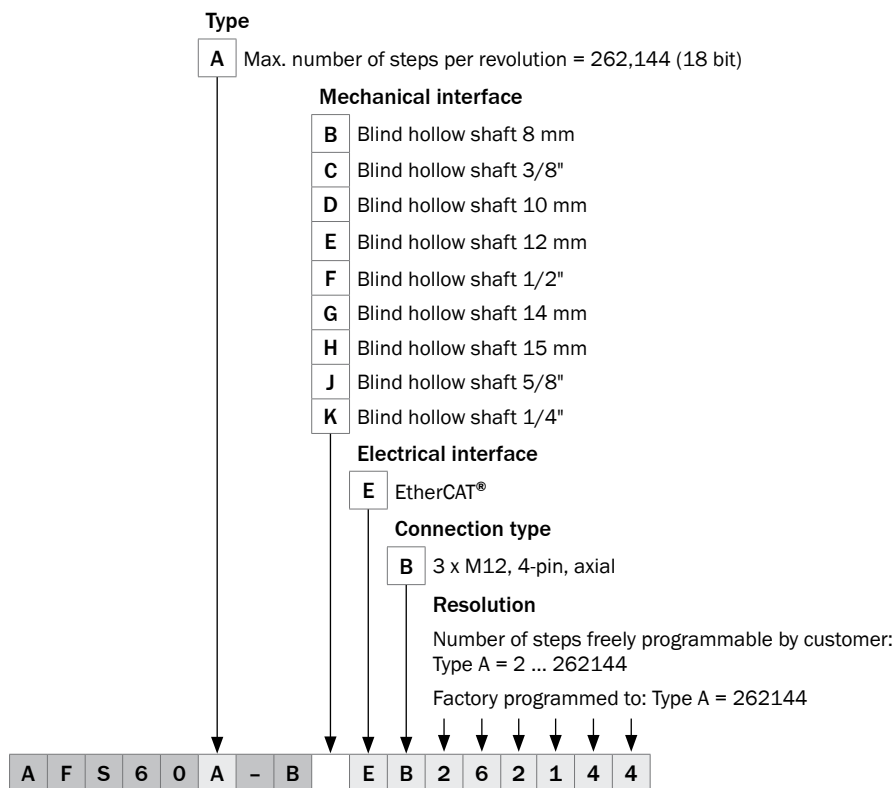 Type
A Max. number of steps per revolution = 262,144 (18 bit)
Mechanical interface
B Blind hollow shaft 8 mm
C Blind hollow shaft 3/8"
D Blind hollow shaft 10 mm
E Blind hollow shaft 12 mm
F Blind hollow shaft 1/2"
G Blind hollow shaft 14 mm
H Blind hollow shaft 15 mm
J Blind hollow shaft 5/8"
K Blind hollow shaft 1/4"
Electrical interface
E EtherCAT®
Connection type
B 3 x M12, 4-pin, axial
Resolution
Number of steps freely programmable by customer:
Type A = 2 ... 262144
Factory programmed to: Type A = 262144
A F S 6 0 A – B E B 2 6 2 1 4 4